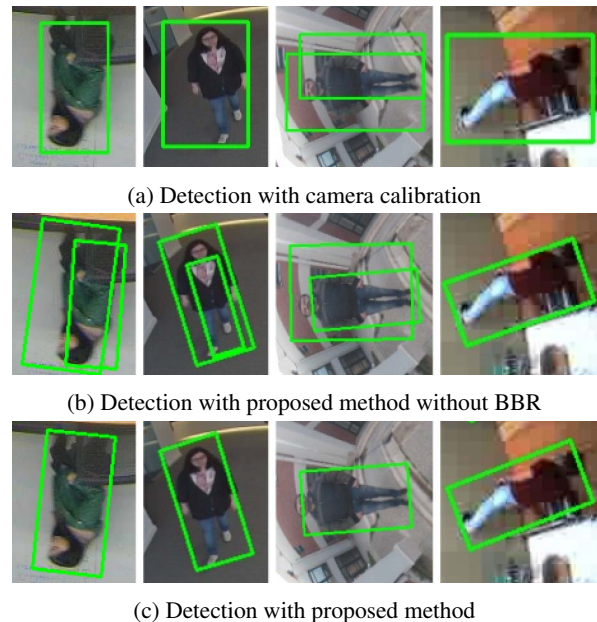 (a) Detection with camera calibration
(b) Detection with proposed method without BBR
(c) Detection with proposed method